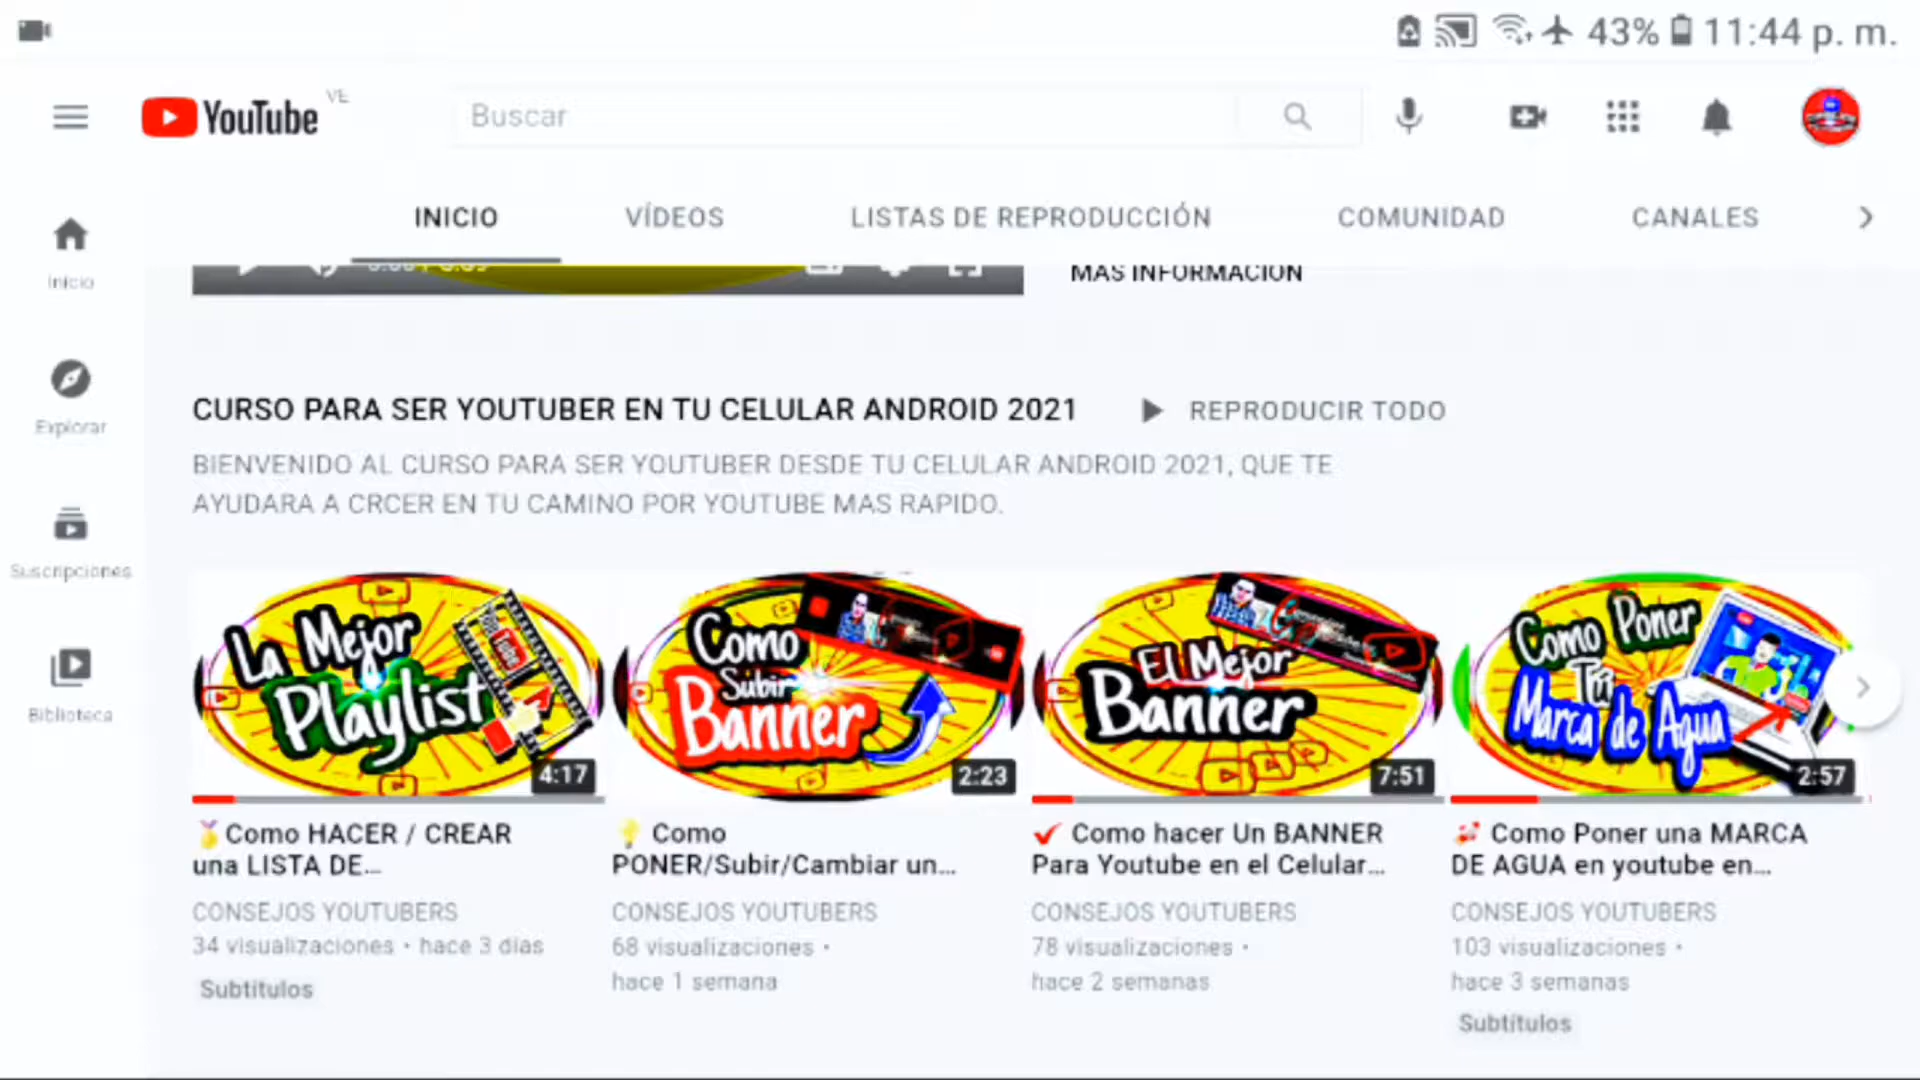 43% 11:44 p. m.
YouTube VE
Buscar
INICIO VÍDEOS LISTAS DE REPRODUCCIÓN COMUNIDAD CANALES
Inicio
MÁS INFORMACIÓN
Explorar
CURSO PARA SER YOUTUBER EN TU CELULAR ANDROID 2021 REPRODUCIR TODO
BIENVENIDO AL CURSO PARA SER YOUTUBER DESDE TU CELULAR ANDROID 2021, QUE TE
AYUDARA A CRCER EN TU CAMINO POR YOUTUBE MAS RAPIDO.
Suscripciones
Biblioteca
La Mejor
Playlist
4:17
Como
Subir
Banner
2:23
El Mejor
Banner
7:51
Como Poner
Tu
Marca de Agua
2:57
Como HACER / CREAR
una LISTA DE...
CONSEJOS YOUTUBERS
34 visualizaciones • hace 3 días
Subtítulos
Como
PONER/Subir/Cambiar un...
CONSEJOS YOUTUBERS
68 visualizaciones •
hace 1 semana
Como hacer Un BANNER
Para Youtube en el Celular...
CONSEJOS YOUTUBERS
78 visualizaciones •
hace 2 semanas
Como Poner una MARCA
DE AGUA en youtube en...
CONSEJOS YOUTUBERS
103 visualizaciones •
hace 3 semanas
Subtítulos